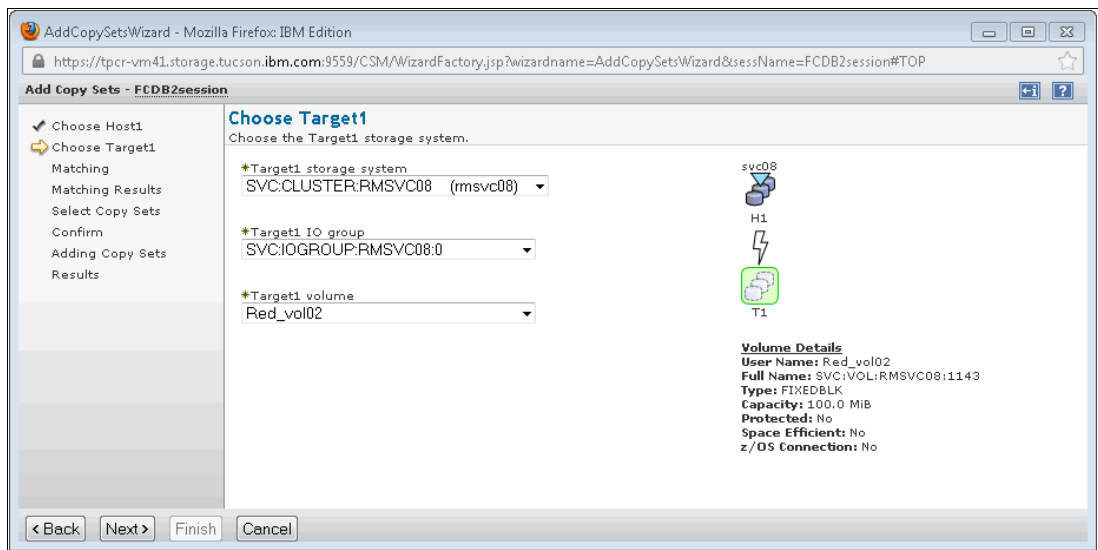 AddCopySetsWizard - Mozilla Firefox: IBM Edition
https://tpcr-vm41.storage.tucson.ibm.com:9559/CSM/WizardFactory.jsp?wizardname=AddCopySetsWizard&sessName=FCDB2session#TOP
Add Copy Sets - FCDB2session
?
Choose Host1
Choose Target1
Matching
Matching Results
Select Copy Sets
Confirm
Adding Copy Sets
Results
Choose Target1
Choose the Target1 storage system.
*Target1 storage system
SVC:CLUSTER:RMSVC08 (rmsvc08)
*Target1 IO group
SVC:IOGROUP:RMSVC08:0
*Target1 volume
Red_vol02
svc08
H1
T1
Volume Details
User Name: Red_vol02
Full Name: SVC:VOL:RMSVC08:1143
Type: FIXEDBLK
Capacity: 100.0 MiB
Protected: No
Space Efficient: No
z/OS Connection: No
< Back Next > Finish Cancel